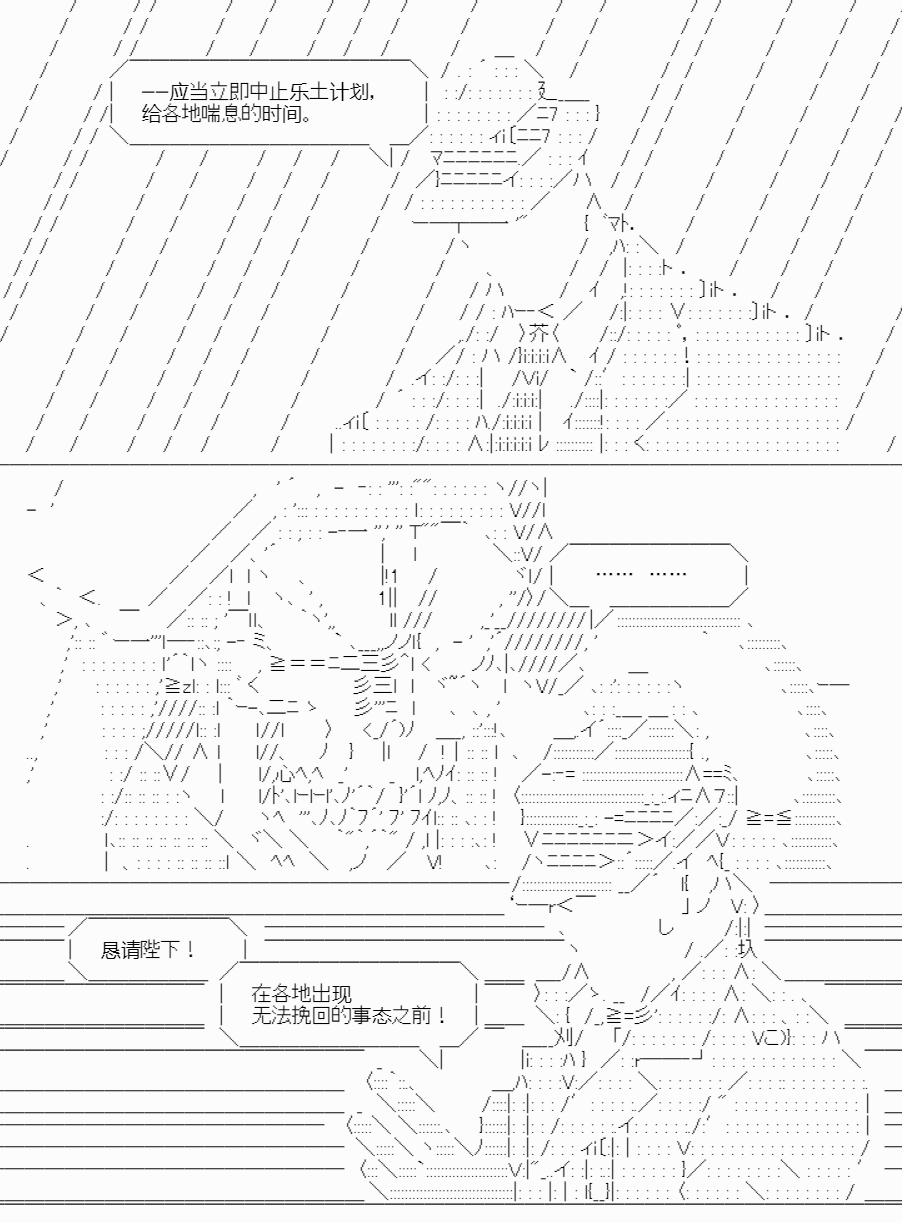 ——应当立即中止乐土计划，
给各地喘息的时间。
…… ……
恳请陛下！
在各地出现
无法挽回的事态之前！